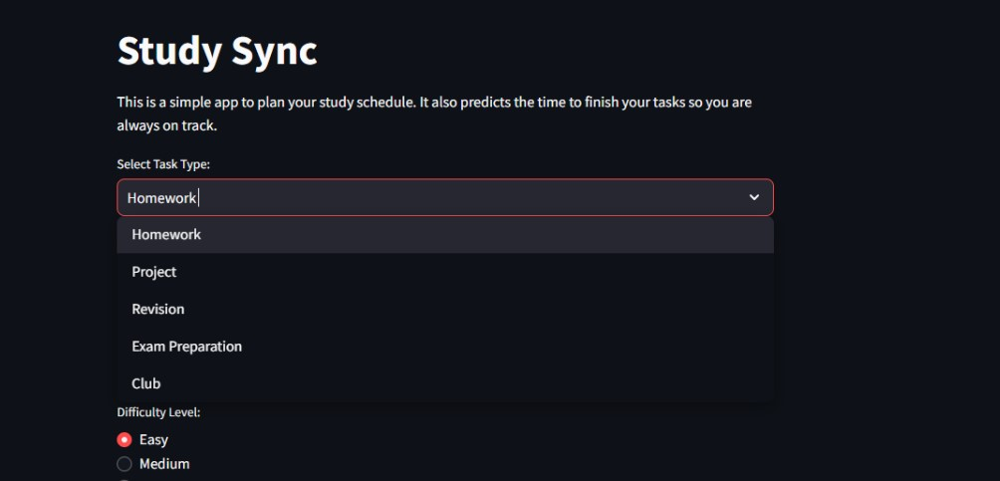 Study Sync
This is a simple app to plan your study schedule. It also predicts the time to finish your tasks so you are
always on track.
Select Task Type:
Homework
Homework
Project
Revision
Exam Preparation
Club
Difficulty Level:
Easy
Medium